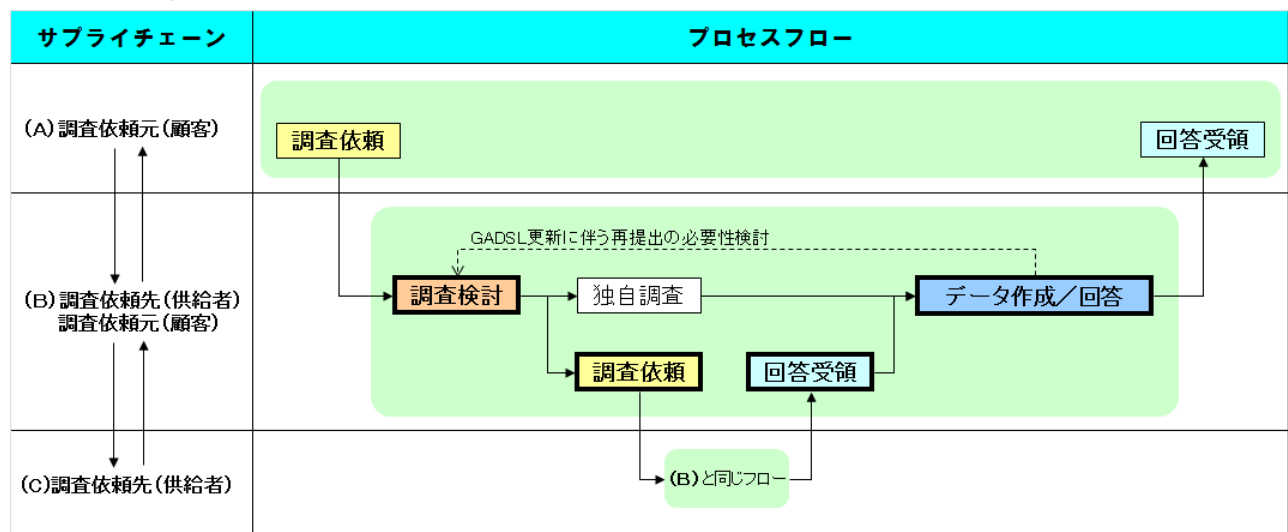 サプライチェーン
プロセスフロー
(A)調査依頼元(顧客)
調査依頼
回答受領
GADSL更新に伴う再提出の必要性検討
(B)調査依頼先(供給者)
調査依頼元(顧客)
調査検討
独自調査
データ作成／回答
調査依頼
回答受領
(C)調査依頼先(供給者)
(B)と同じフロー